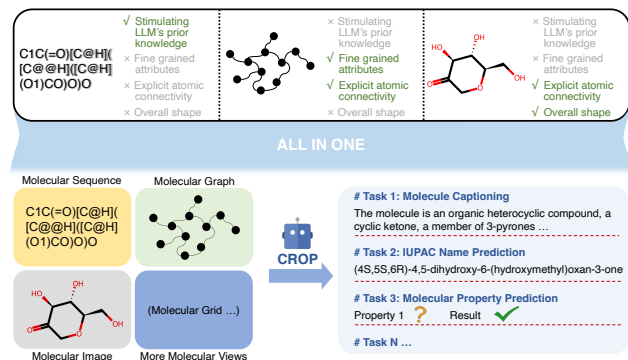 C1C(=O)[C@H](
[C@@H]([C@H]
(O1)CO)O)O
√ Stimulating
LLM's prior
knowledge
× Fine grained
attributes
× Explicit atomic
connectivity
× Overall shape
× Stimulating
LLM's prior
knowledge
√ Fine grained
attributes
√ Explicit atomic
connectivity
× Overall shape
OH
HO
OH
O
O
× Stimulating
LLM's prior
knowledge
× Fine grained
attributes
√ Explicit atomic
connectivity
√ Overall shape
ALL IN ONE
Molecular Sequence
C1C(=O)[C@H](
[C@@H]([C@H]
(O1)CO)O)O
Molecular Graph
OH
HO
OH
O
O
Molecular Image
(Molecular Grid ...)
More Molecular Views
CROP
# Task 1: Molecule Captioning
The molecule is an organic heterocyclic compound, a
cyclic ketone, a member of 3-pyrones ...
# Task 2: IUPAC Name Prediction
(4S,5S,6R)-4,5-dihydroxy-6-(hydroxymethyl)oxan-3-one
# Task 3: Molecular Property Prediction
Property 1 ? Result
# Task N ...